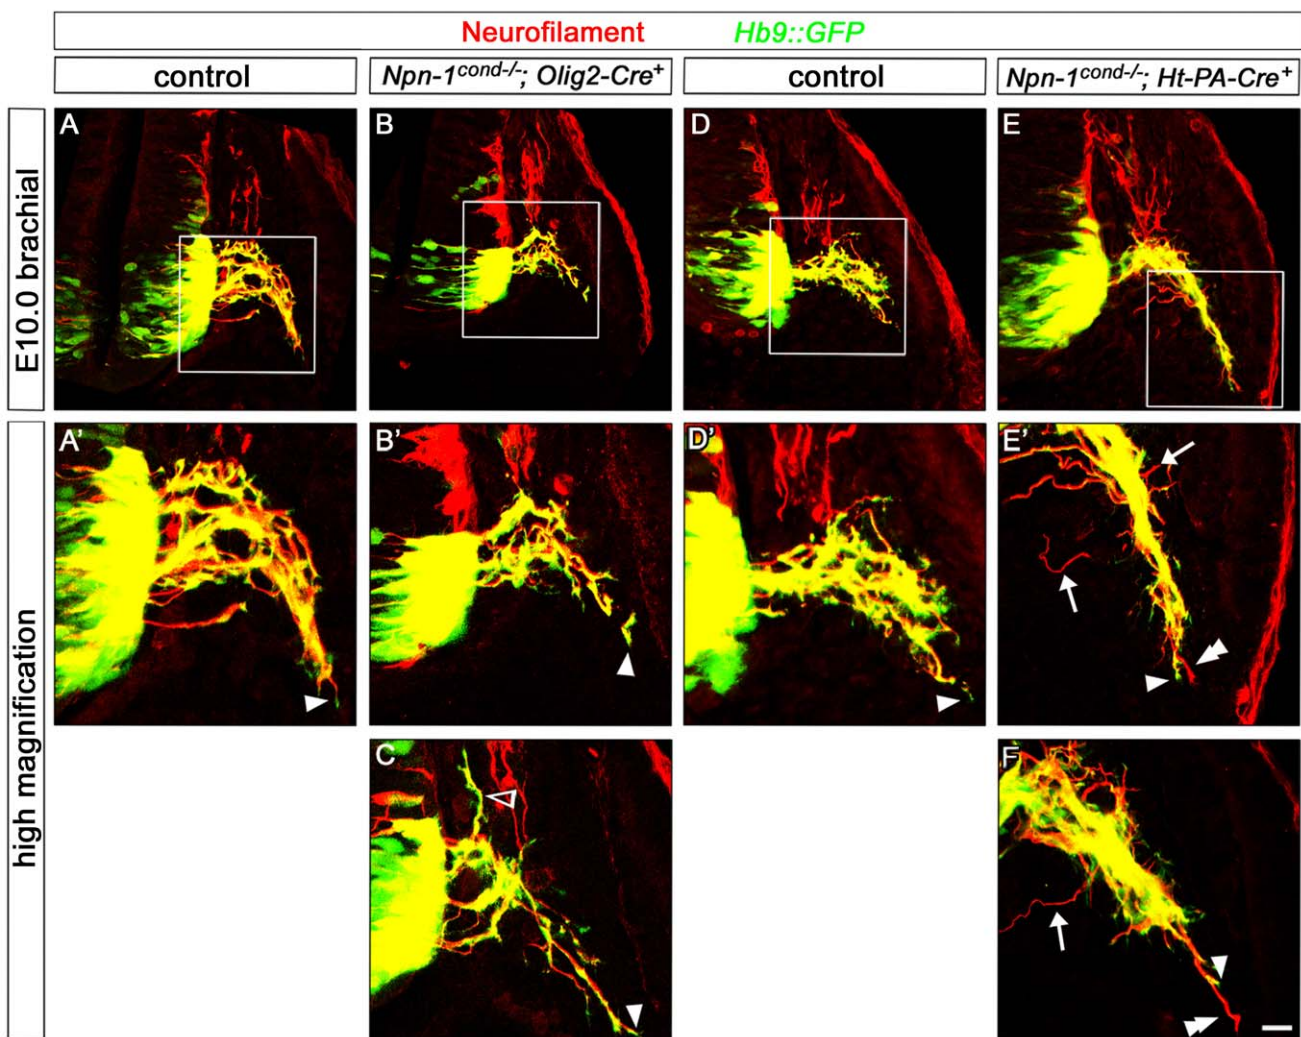 Neurofilament Hb9::GFP
control Npn-1cond-/-; Olig2-Cre+ control Npn-1cond-/-; Ht-PA-Cre+
E10.0 brachial
A B D E
high magnification
A' B' D' E'
C F